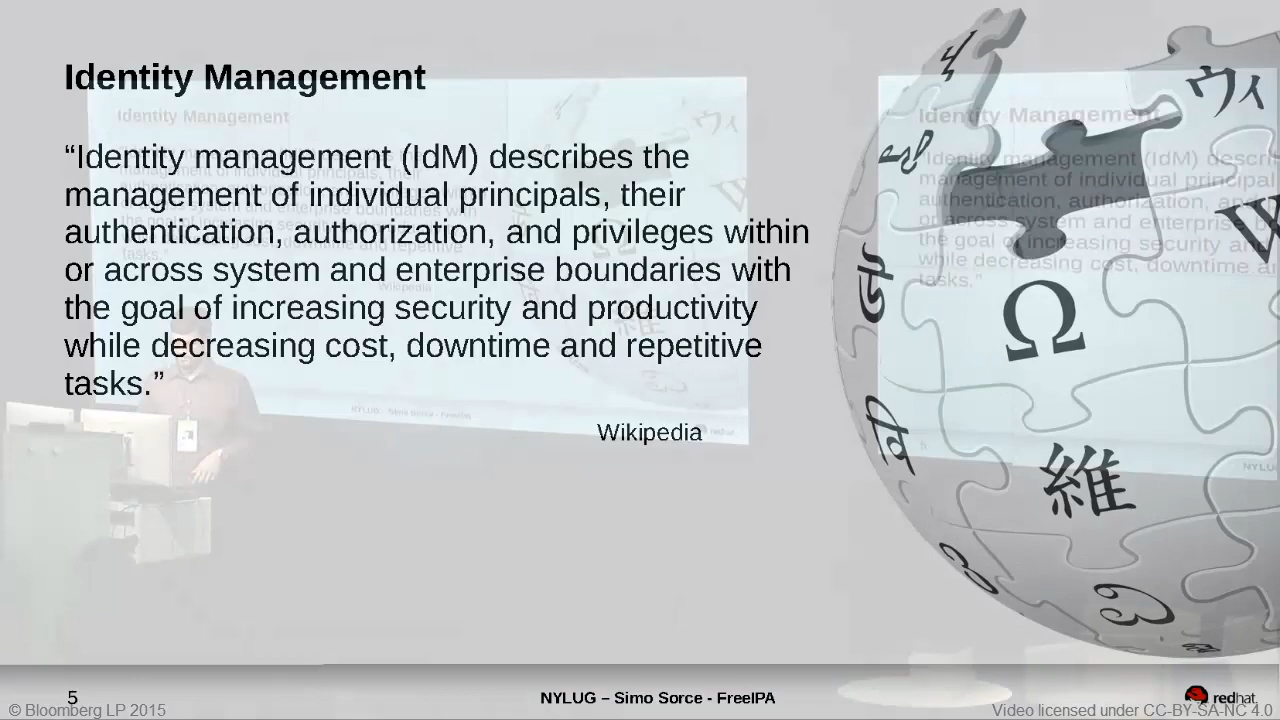 Identity Management
“Identity management (IdM) describes the
management of individual principals, their
authentication, authorization, and privileges within
or across system and enterprise boundaries with
the goal of increasing security and productivity
while decreasing cost, downtime and repetitive
tasks.”
Wikipedia
ウィ
W
Ω
維
5
NYLUG – Simo Sorce - FreeIPA
redhat
© Bloomberg LP 2015
Video licensed under CC-BY-SA-NC 4.0